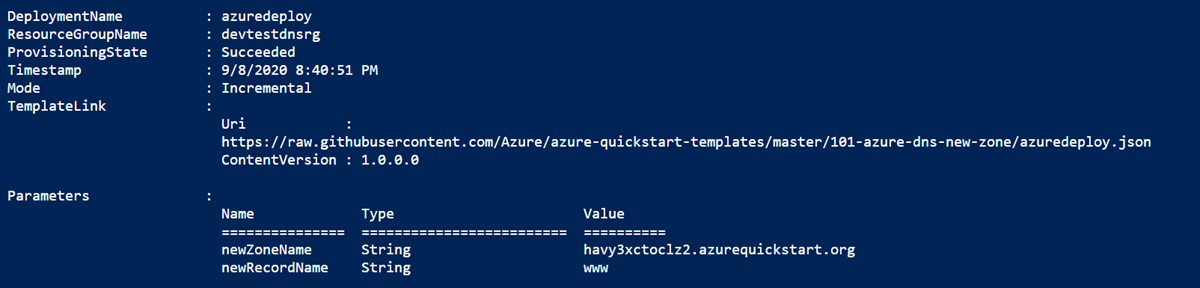 DeploymentName          : azuredeploy
ResourceGroupName       : devtestdnsrg
ProvisioningState       : Succeeded
Timestamp               : 9/8/2020 8:40:51 PM
Mode                    : Incremental
TemplateLink            :
                          Uri            :
                          https://raw.githubusercontent.com/Azure/azure-quickstart-templates/master/101-azure-dns-new-zone/azuredeploy.json
                          ContentVersion : 1.0.0.0

Parameters              :
                          Name             Type                       Value
                          ===============  =========================  ==========
                          newZoneName      String                     havy3xctoclz2.azurequickstart.org
                          newRecordName    String                     www